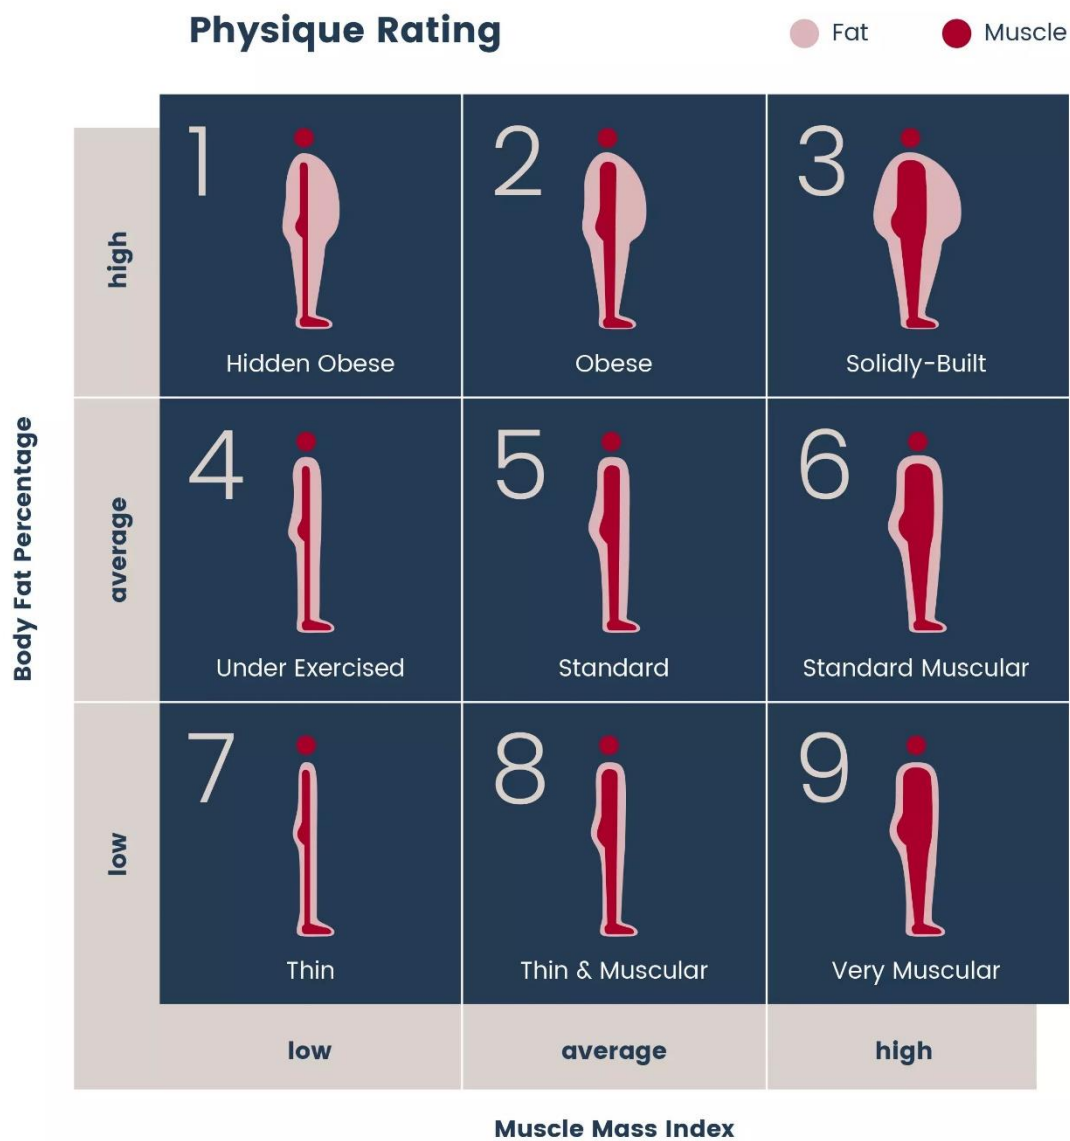 Physique Rating
Fat
Muscle
Body Fat Percentage
high
1
Hidden Obese
2
Obese
3
Solidly-Built
average
4
Under Exercised
5
Standard
6
Standard Muscular
low
7
Thin
8
Thin & Muscular
9
Very Muscular
low
average
high
Muscle Mass Index